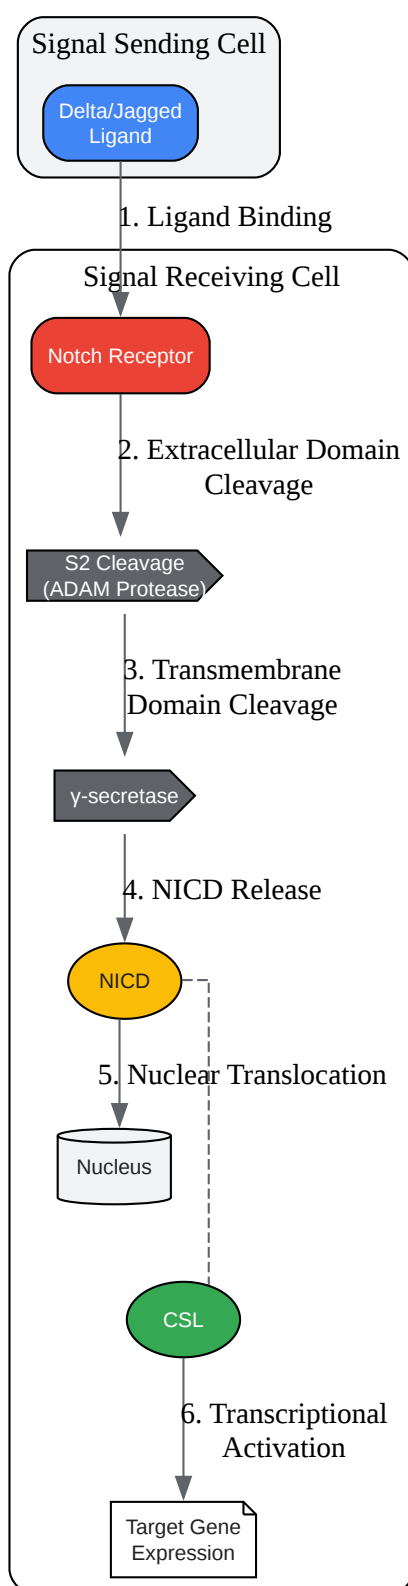 Signal Sending Cell
Delta/Jagged
Ligand
1. Ligand Binding
Signal Receiving Cell
Notch Receptor
2. Extracellular Domain
Cleavage
S2 Cleavage
(ADAM Protease)
3. Transmembrane
Domain Cleavage
γ-secretase
4. NICD Release
NICD
5. Nuclear Translocation
Nucleus
CSL
6. Transcriptional
Activation
Target Gene
Expression